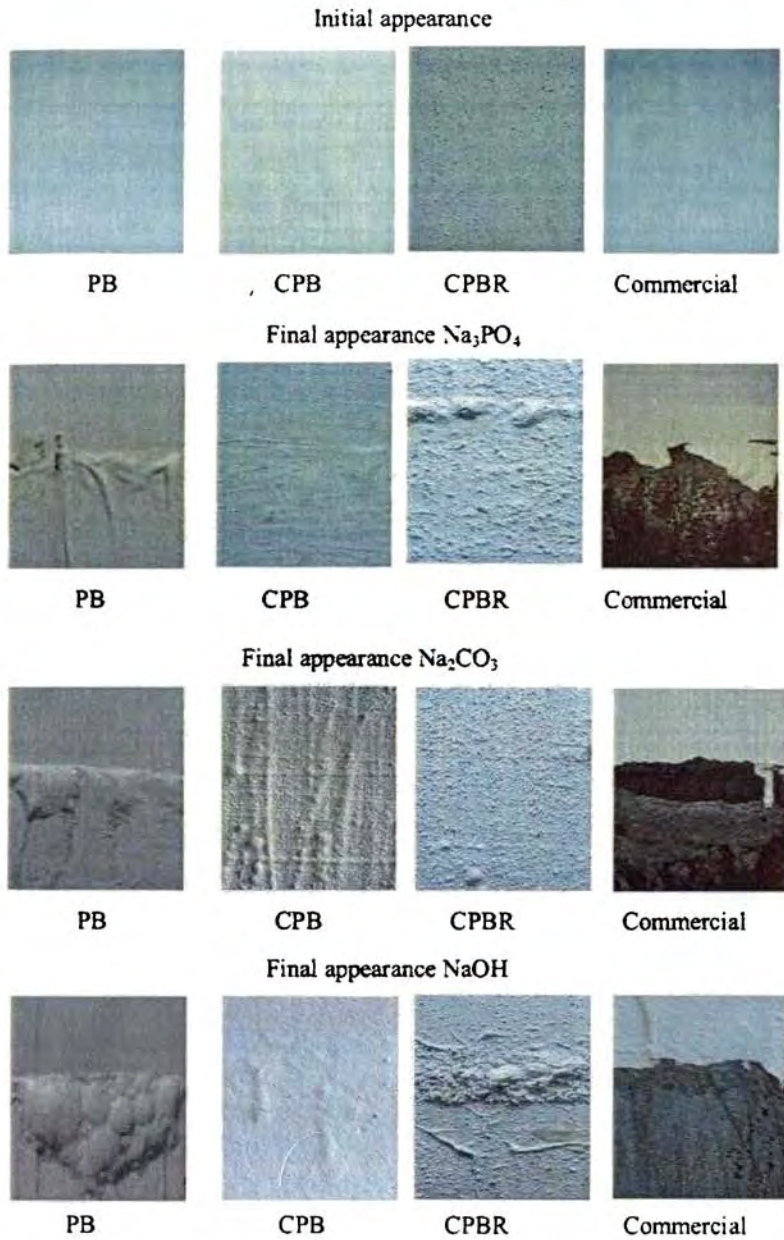 Initial appearance
PB CPB CPBR Commercial
Final appearance Na₃PO₄
PB CPB CPBR Commercial
Final appearance Na₂CO₃
PB CPB CPBR Commercial
Final appearance NaOH
PB CPB CPBR Commercial